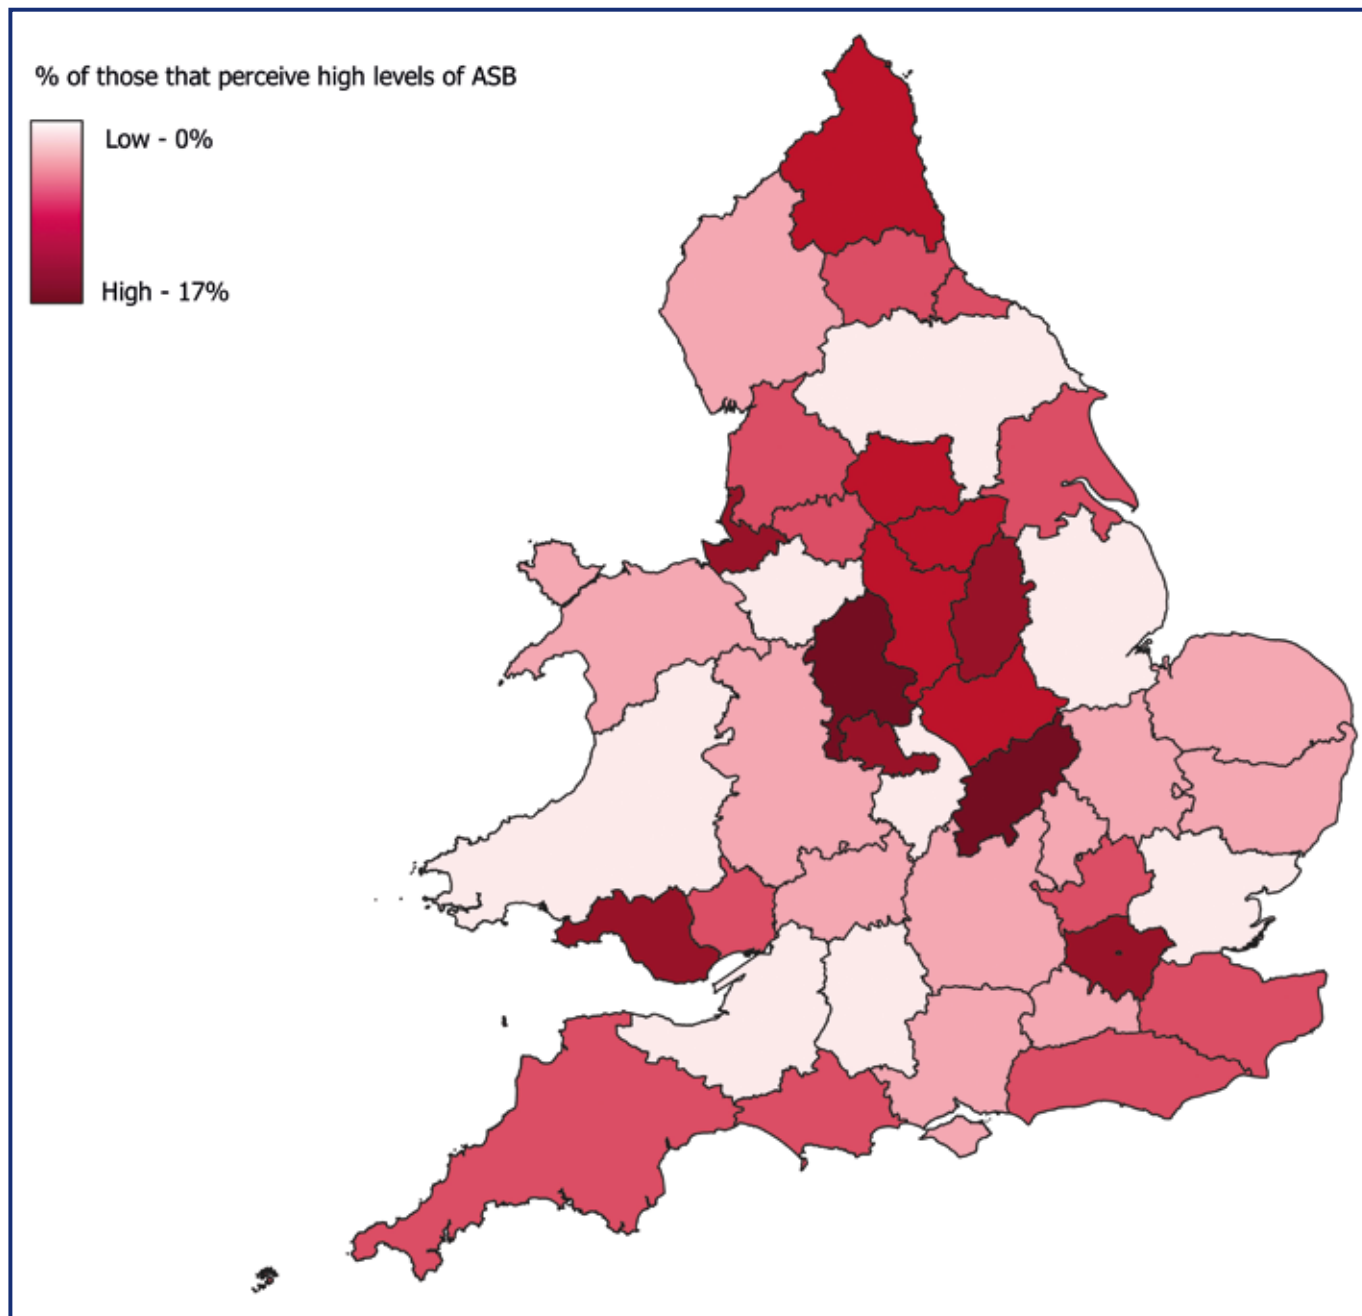 % of those that perceive high levels of ASB
Low - 0%
High - 17%